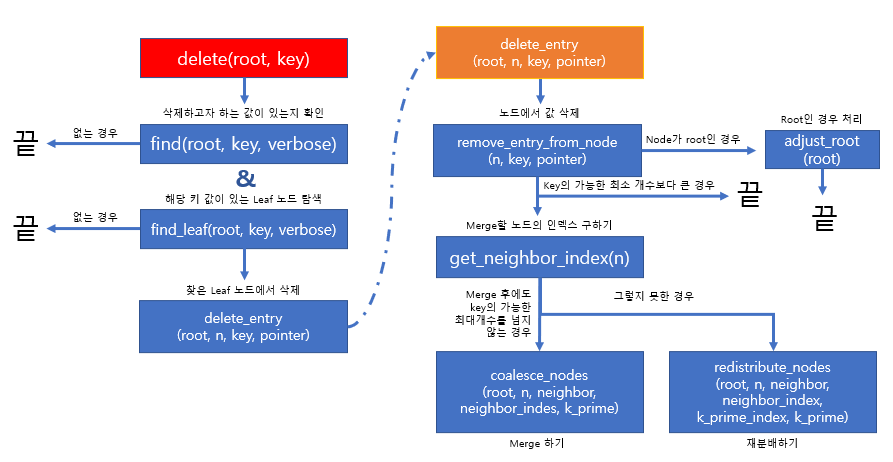 delete(root, key)
삭제하고자 하는 값이 있는지 확인
끝
없는 경우
find(root, key, verbose)
&
해당 키 값이 있는 Leaf 노드 탐색
끝
없는 경우
find_leaf(root, key, verbose)
찾은 Leaf 노드에서 삭제
delete_entry
(root, n, key, pointer)
delete_entry
(root, n, key, pointer)
노드에서 값 삭제
remove_entry_from_node
(n, key, pointer)
Node가 root인 경우
Root인 경우 처리
adjust_root
(root)
끝
Key의 가능한 최소 개수보다 큰 경우
끝
Merge할 노드의 인덱스 구하기
get_neighbor_index(n)
Merge 후에도
key의 가능한
최대개수를 넘지
않는 경우
그렇지 못한 경우
coalesce_nodes
(root, n, neighbor,
neighbor_indes, k_prime)
Merge 하기
redistribute_nodes
(root, n, neighbor,
neighbor_index,
k_prime_index, k_prime)
재분배하기